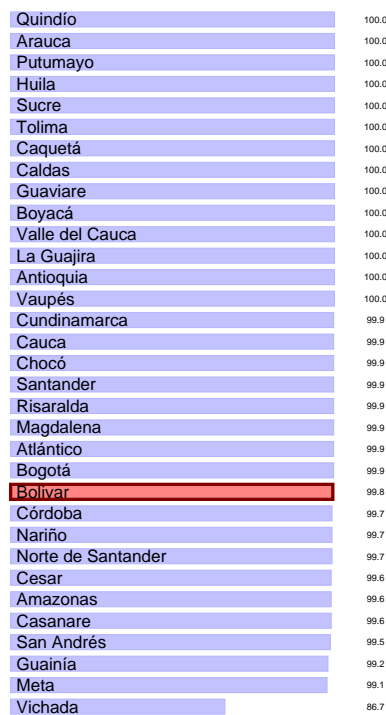 Quindío 100.0
Arauca 100.0
Putumayo 100.0
Huila 100.0
Sucre 100.0
Tolima 100.0
Caquetá 100.0
Caldas 100.0
Guaviare 100.0
Boyacá 100.0
Valle del Cauca 100.0
La Guajira 100.0
Antioquia 100.0
Vaupés 100.0
Cundinamarca 99.9
Cauca 99.9
Chocó 99.9
Santander 99.9
Risaralda 99.9
Magdalena 99.9
Atlántico 99.9
Bogotá 99.9
Bolivar 99.8
Córdoba 99.7
Nariño 99.7
Norte de Santander 99.7
Cesar 99.6
Amazonas 99.6
Casanare 99.6
San Andrés 99.5
Guainía 99.2
Meta 99.1
Vichada 86.7